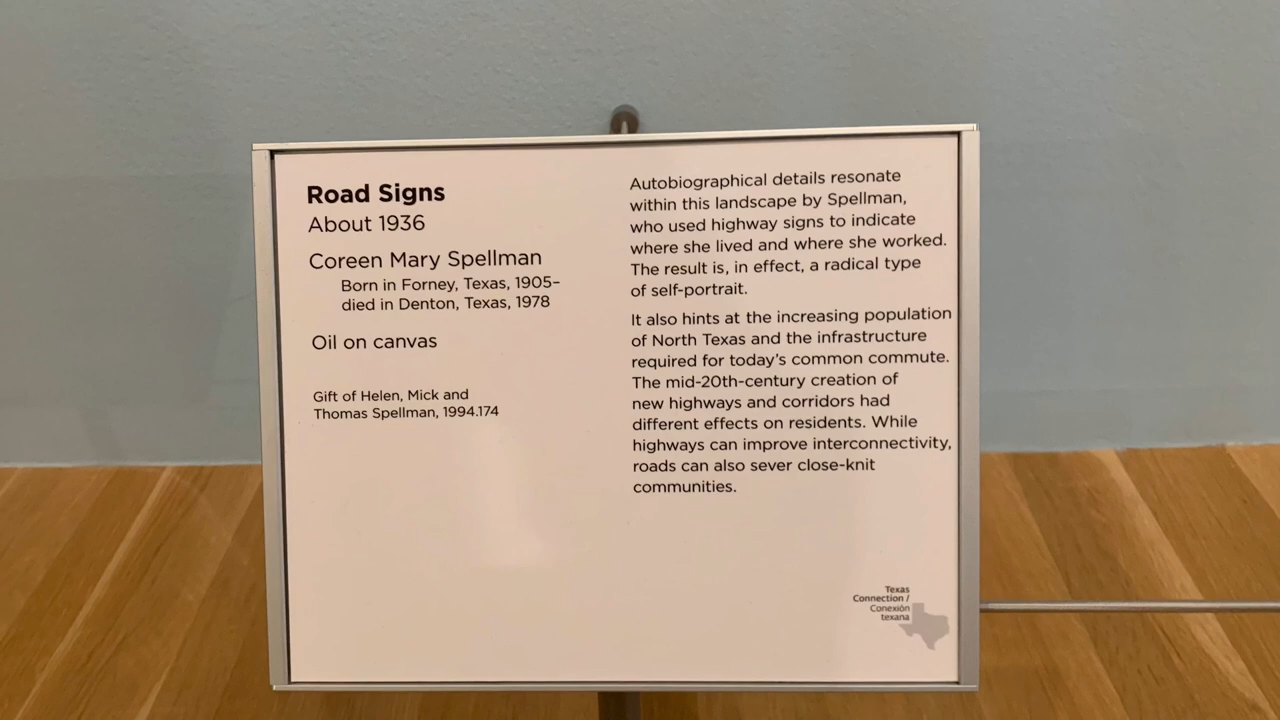 Road Signs
About 1936
Coreen Mary Spellman
Born in Forney, Texas, 1905–
died in Denton, Texas, 1978
Oil on canvas
Gift of Helen, Mick and
Thomas Spellman, 1994.174
Autobiographical details resonate
within this landscape by Spellman,
who used highway signs to indicate
where she lived and where she worked.
The result is, in effect, a radical type
of self-portrait.
It also hints at the increasing population
of North Texas and the infrastructure
required for today’s common commute.
The mid-20th-century creation of
new highways and corridors had
different effects on residents. While
highways can improve interconnectivity,
roads can also sever close-knit
communities.
Texas
Connection /
Conexión
texana